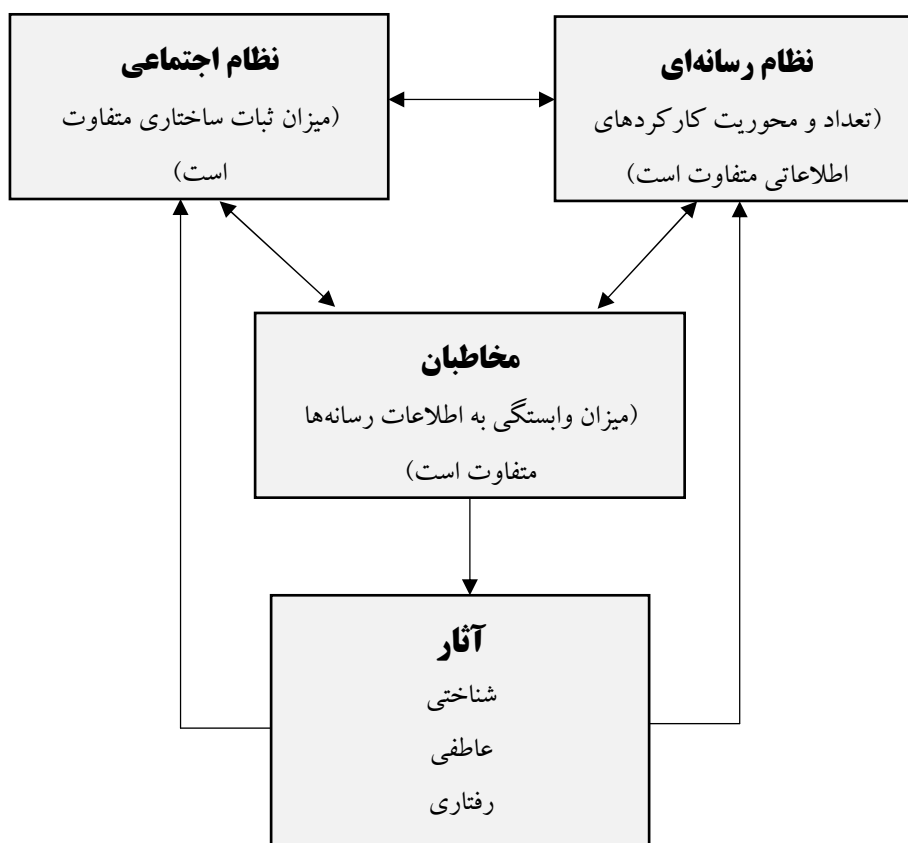 نظام رسانه‌ای
(تعداد و محوریت کارکردهای
اطلاعاتی متفاوت است)
نظام اجتماعی
(میزان ثبات ساختاری متفاوت
است)
مخاطبان
(میزان وابستگی به اطلاعات رسانه‌ها
متفاوت است)
آثار
شناختی
عاطفی
رفتاری